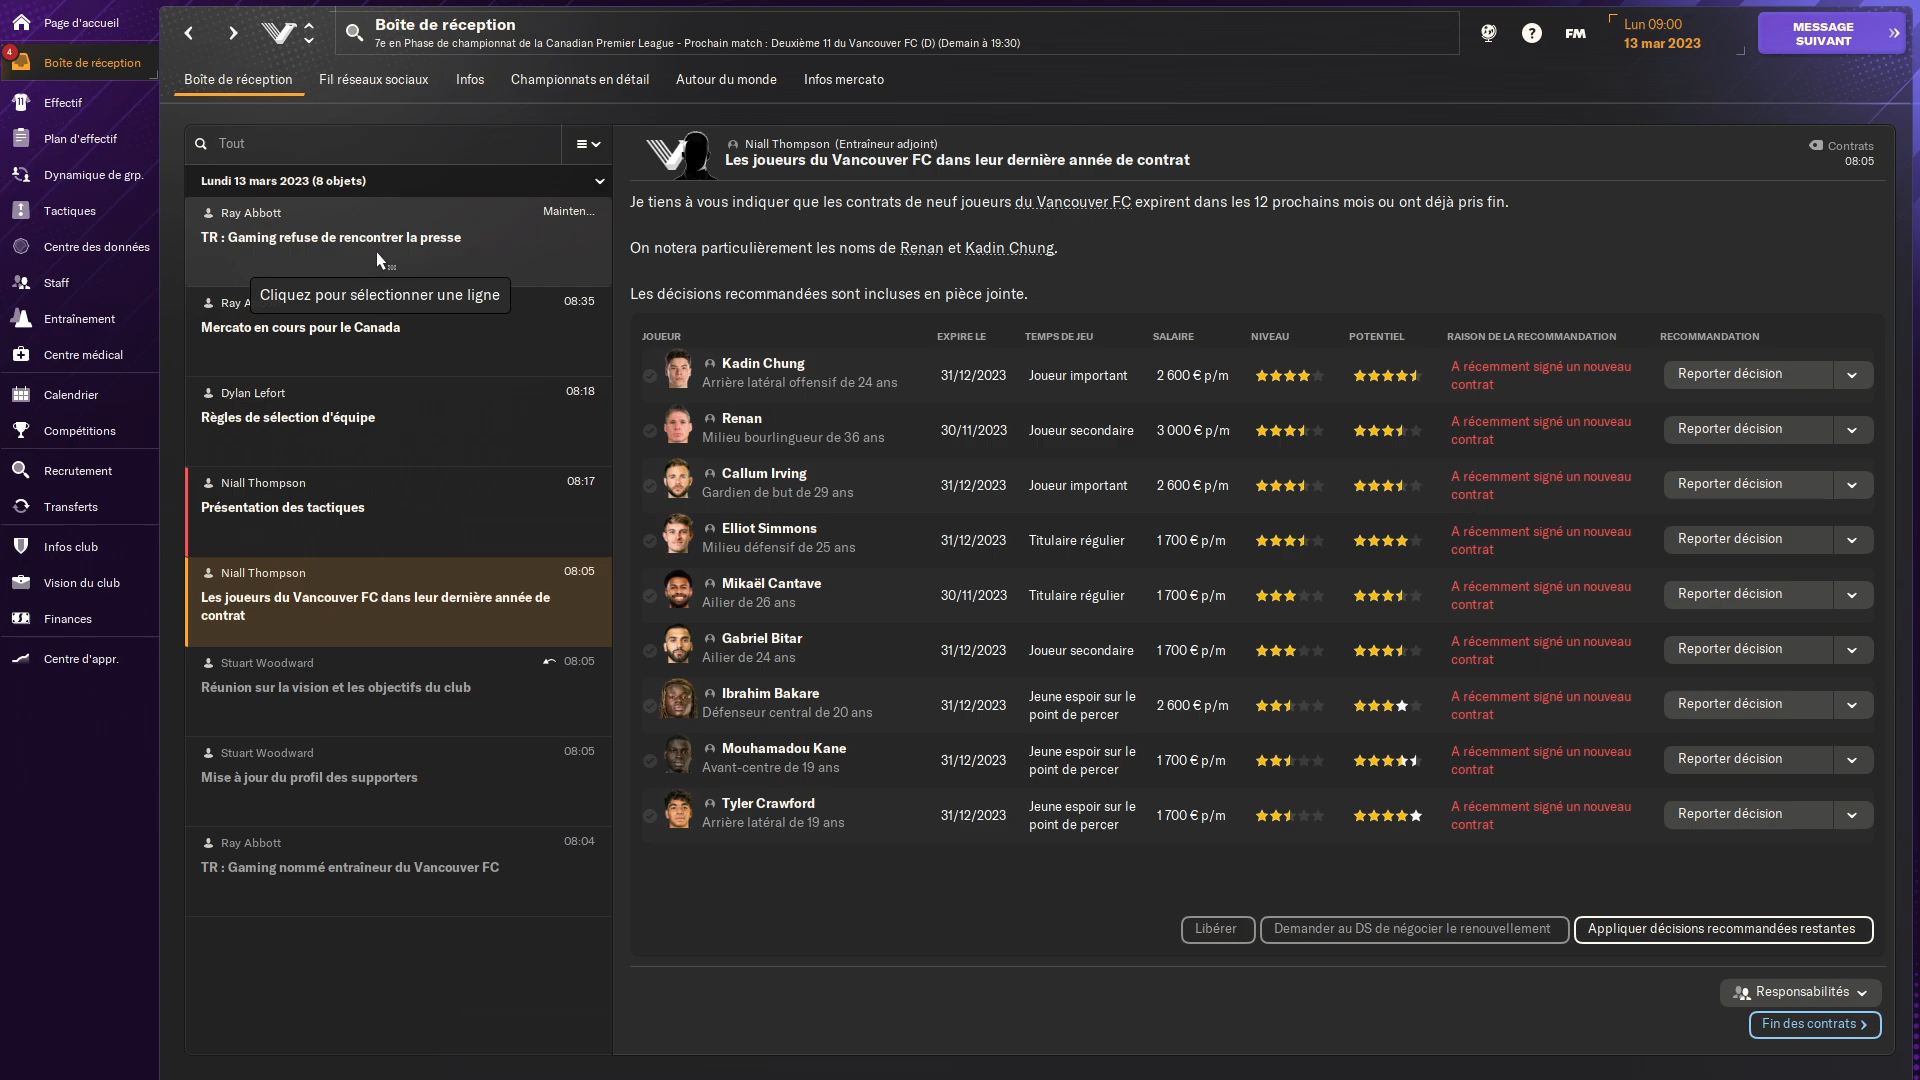 Page d'accueil
4
Boîte de réception
Effectif
Plan d'effectif
Dynamique de grp.
Tactiques
Centre des données
Staff
Entraînement
Centre médical
Calendrier
Compétitions
Recrutement
Transferts
Infos club
Vision du club
Finances
Centre d'appr.
Boîte de réception
7e en Phase de championnat de la Canadian Premier League - Prochain match : Deuxième 11 du Vancouver FC (D) (Demain à 19:30)
FM
Lun 09:00
13 mar 2023
MESSAGE
SUIVANT
Boîte de réception Fil réseaux sociaux Infos Championnats en détail Autour du monde Infos mercato
Tout
Lundi 13 mars 2023 (8 objets)
Ray Abbott Mainten...
TR : Gaming refuse de rencontrer la presse
Cliquez pour sélectionner une ligne
Ray A 08:35
Mercato en cours pour le Canada
Dylan Lefort 08:18
Règles de sélection d'équipe
Niall Thompson 08:17
Présentation des tactiques
Niall Thompson 08:05
Les joueurs du Vancouver FC dans leur dernière année de
contrat
Stuart Woodward 08:05
Réunion sur la vision et les objectifs du club
Stuart Woodward 08:05
Mise à jour du profil des supporters
Ray Abbott 08:04
TR : Gaming nommé entraîneur du Vancouver FC
Niall Thompson (Entraîneur adjoint)
Les joueurs du Vancouver FC dans leur dernière année de contrat
Contrats
08:05
Je tiens à vous indiquer que les contrats de neuf joueurs du Vancouver FC expirent dans les 12 prochains mois ou ont déjà pris fin.
On notera particulièrement les noms de Renan et Kadin Chung.
Les décisions recommandées sont incluses en pièce jointe.
JOUEUR EXPIRE LE TEMPS DE JEU SALAIRE NIVEAU POTENTIEL RAISON DE LA RECOMMANDATION RECOMMANDATION
Kadin Chung
Arrière latéral offensif de 24 ans
31/12/2023 Joueur important 2 600 € p/m
A récemment signé un nouveau
contrat
Reporter décision
Renan
Milieu bourlingueur de 36 ans
30/11/2023 Joueur secondaire 3 000 € p/m
A récemment signé un nouveau
contrat
Reporter décision
Callum Irving
Gardien de but de 29 ans
31/12/2023 Joueur important 2 600 € p/m
A récemment signé un nouveau
contrat
Reporter décision
Elliot Simmons
Milieu défensif de 25 ans
31/12/2023 Titulaire régulier 1 700 € p/m
A récemment signé un nouveau
contrat
Reporter décision
Mikaël Cantave
Ailier de 26 ans
30/11/2023 Titulaire régulier 1 700 € p/m
A récemment signé un nouveau
contrat
Reporter décision
Gabriel Bitar
Ailier de 24 ans
31/12/2023 Joueur secondaire 1 700 € p/m
A récemment signé un nouveau
contrat
Reporter décision
Ibrahim Bakare
Défenseur central de 20 ans
31/12/2023
Jeune espoir sur le
point de percer
2 600 € p/m
A récemment signé un nouveau
contrat
Reporter décision
Mouhamadou Kane
Avant-centre de 19 ans
31/12/2023
Jeune espoir sur le
point de percer
1 700 € p/m
A récemment signé un nouveau
contrat
Reporter décision
Tyler Crawford
Arrière latéral de 19 ans
31/12/2023
Jeune espoir sur le
point de percer
1 700 € p/m
A récemment signé un nouveau
contrat
Reporter décision
Libérer Demander au DS de négocier le renouvellement Appliquer décisions recommandées restantes
Responsabilités
Fin des contrats